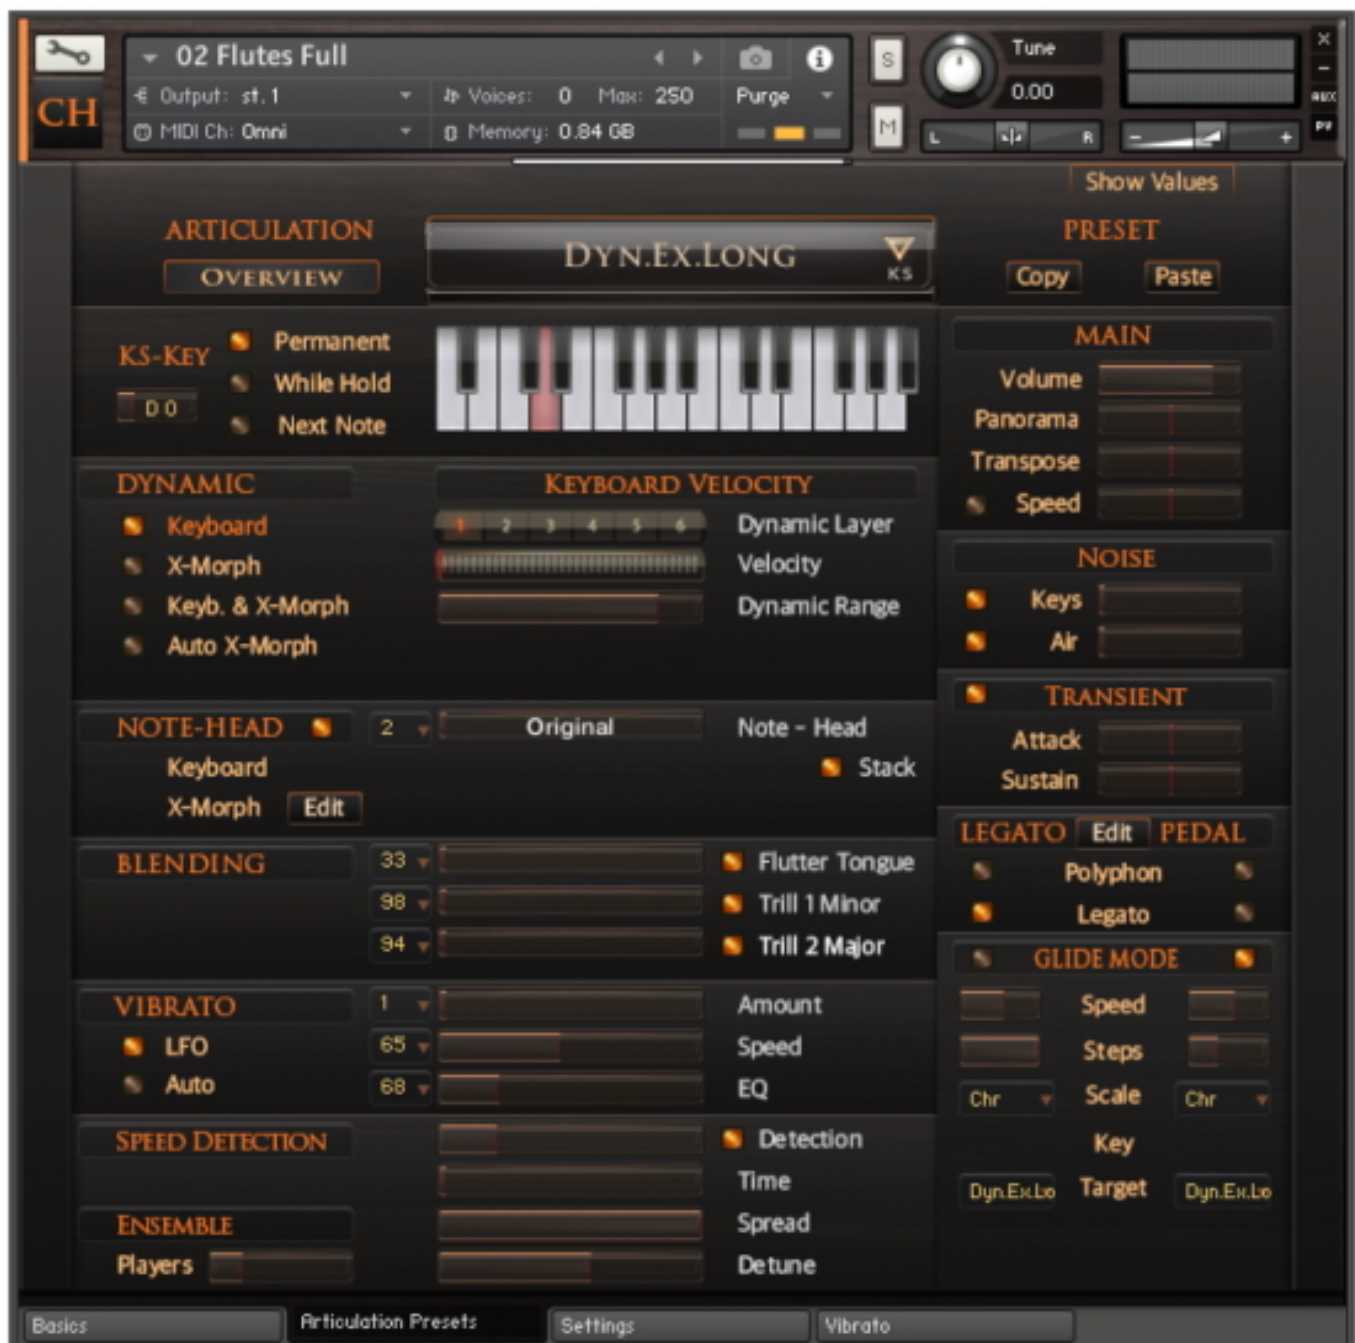 02 Flutes Full
S
Tune
X
-
CH
Output: st.1
Voices: 0 Max: 250
Purge
0.00
AUX
MIDI Ch: Omni
Memory: 0.84 GB
M
L R
- +
PV
Show Values
ARTICULATION
DYN.EX.LONG
KS
PRESET
OVERVIEW
Copy Paste
KS-KEY
D 0
Permanent
While Hold
Next Note
MAIN
Volume
Panorama
Transpose
Speed
DYNAMIC
KEYBOARD VELOCITY
Keyboard
1 2 3 4 5 6
Dynamic Layer
X-Morph
Velocity
Keyb. & X-Morph
Dynamic Range
Auto X-Morph
NOISE
Keys
Air
NOTE-HEAD
2
Original
Note - Head
Keyboard
Stack
X-Morph
Edit
TRANSIENT
Attack
Sustain
BLENDING
33
Flutter Tongue
98
Trill 1 Minor
94
Trill 2 Major
LEGATO Edit PEDAL
Polyphon
Legato
VIBRATO
1
Amount
LFO
65
Speed
Auto
68
EQ
GLIDE MODE
Speed
Steps
Chr Scale Chr
Key
Dyn.Ex.Lo Target Dyn.Ex.Lo
SPEED DETECTION
Detection
Time
ENSEMBLE
Spread
Players
Detune
Basics
Articulation Presets
Settings
Vibrato